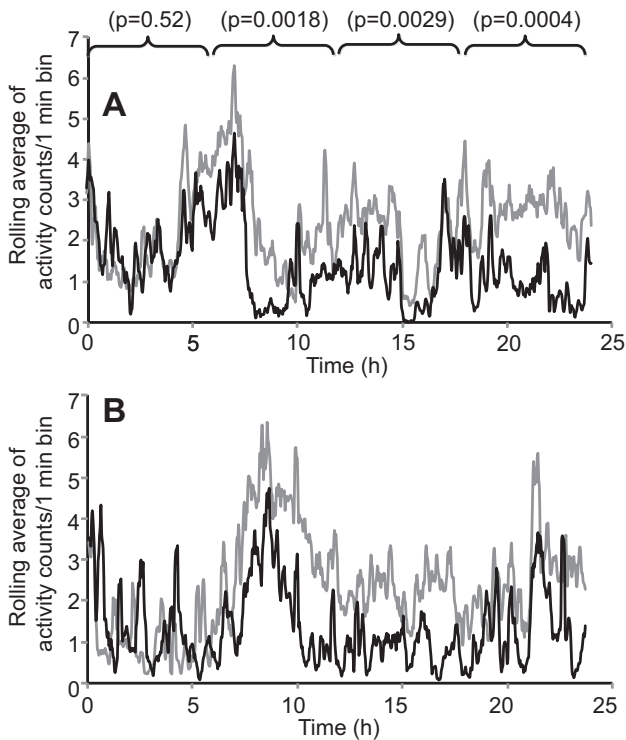 (p=0.52) (p=0.0018) (p=0.0029) (p=0.0004)
A
Rolling average of
activity counts/1 min bin
7
6
5
4
3
2
1
0
0 5 10 15 20 25
Time (h)
B
Rolling average of
activity counts/1 min bin
7
6
5
4
3
2
1
0
0 5 10 15 20 25
Time (h)